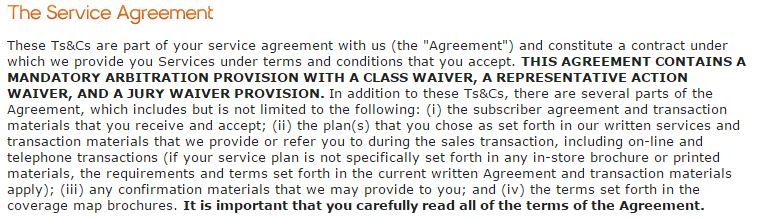 The Service Agreement
These Ts&Cs are part of your service agreement with us (the "Agreement") and constitute a contract under
which we provide you Services under terms and conditions that you accept. THIS AGREEMENT CONTAINS A
MANDATORY ARBITRATION PROVISION WITH A CLASS WAIVER, A REPRESENTATIVE ACTION
WAIVER, AND A JURY WAIVER PROVISION. In addition to these Ts&Cs, there are several parts of the
Agreement, which includes but is not limited to the following: (i) the subscriber agreement and transaction
materials that you receive and accept; (ii) the plan(s) that you chose as set forth in our written services and
transaction materials that we provide or refer you to during the sales transaction, including on-line and
telephone transactions (if your service plan is not specifically set forth in any in-store brochure or printed
materials, the requirements and terms set forth in the current written Agreement and transaction materials
apply); (iii) any confirmation materials that we may provide to you; and (iv) the terms set forth in the
coverage map brochures. It is important that you carefully read all of the terms of the Agreement.